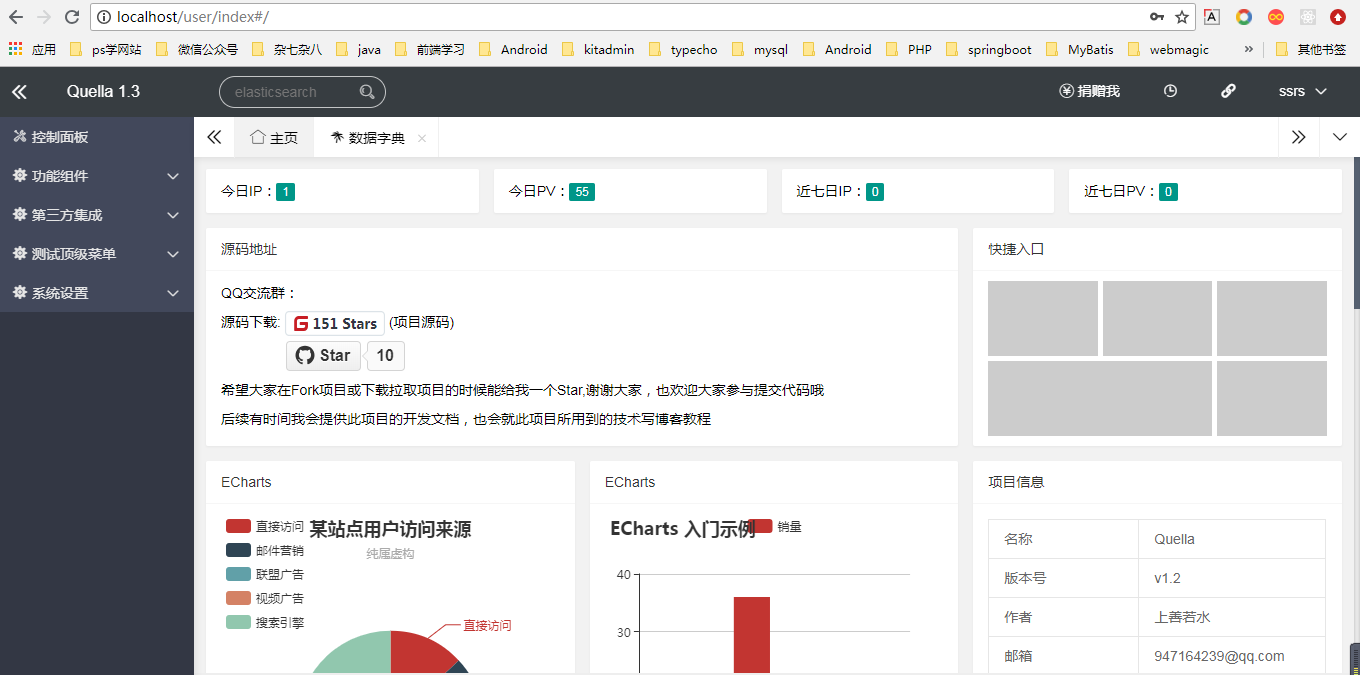 localhost/user/index#/
应用 ps学网站 微信公众号 杂七杂八 java 前端学习 Android kitadmin typecho mysql Android PHP springboot MyBatis webmagic » 其他书签
Quella 1.3 elasticsearch 捐赠我 ssrs
控制面板
功能组件
第三方集成
测试顶级菜单
系统设置
主页 数据字典 ×
今日IP：1 今日PV：55 近七日IP：0 近七日PV：0
源码地址
QQ交流群：
源码下载: G 151 Stars (项目源码)
Star 10
希望大家在Fork项目或下载拉取项目的时候能给我一个Star,谢谢大家，也欢迎大家参与提交代码哦
后续有时间我会提供此项目的开发文档，也会就此项目所用到的技术写博客教程
快捷入口
ECharts
直接访问
邮件营销
联盟广告
视频广告
搜索引擎
某站点用户访问来源
纯属虚构
直接访问
ECharts
ECharts 入门示例
销量
40
30
项目信息
名称 Quella
版本号 v1.2
作者 上善若水
邮箱 947164239@qq.com